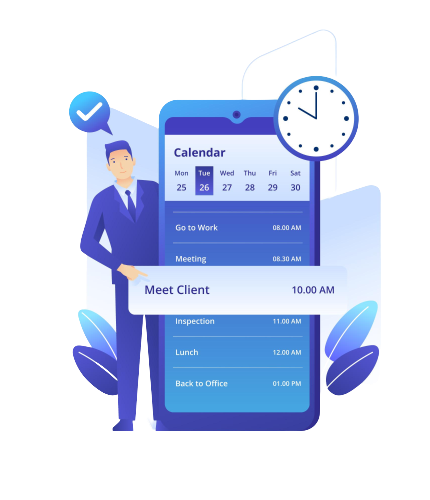 Calendar
Mon Tue Wed Thu Fri Sat
25 26 27 28 29 30
Go to Work 08.00 AM
Meeting 08.30 AM
Meet Client 10.00 AM
Inspection 11.00 AM
Lunch 12.00 AM
Back to Office 01.00 PM